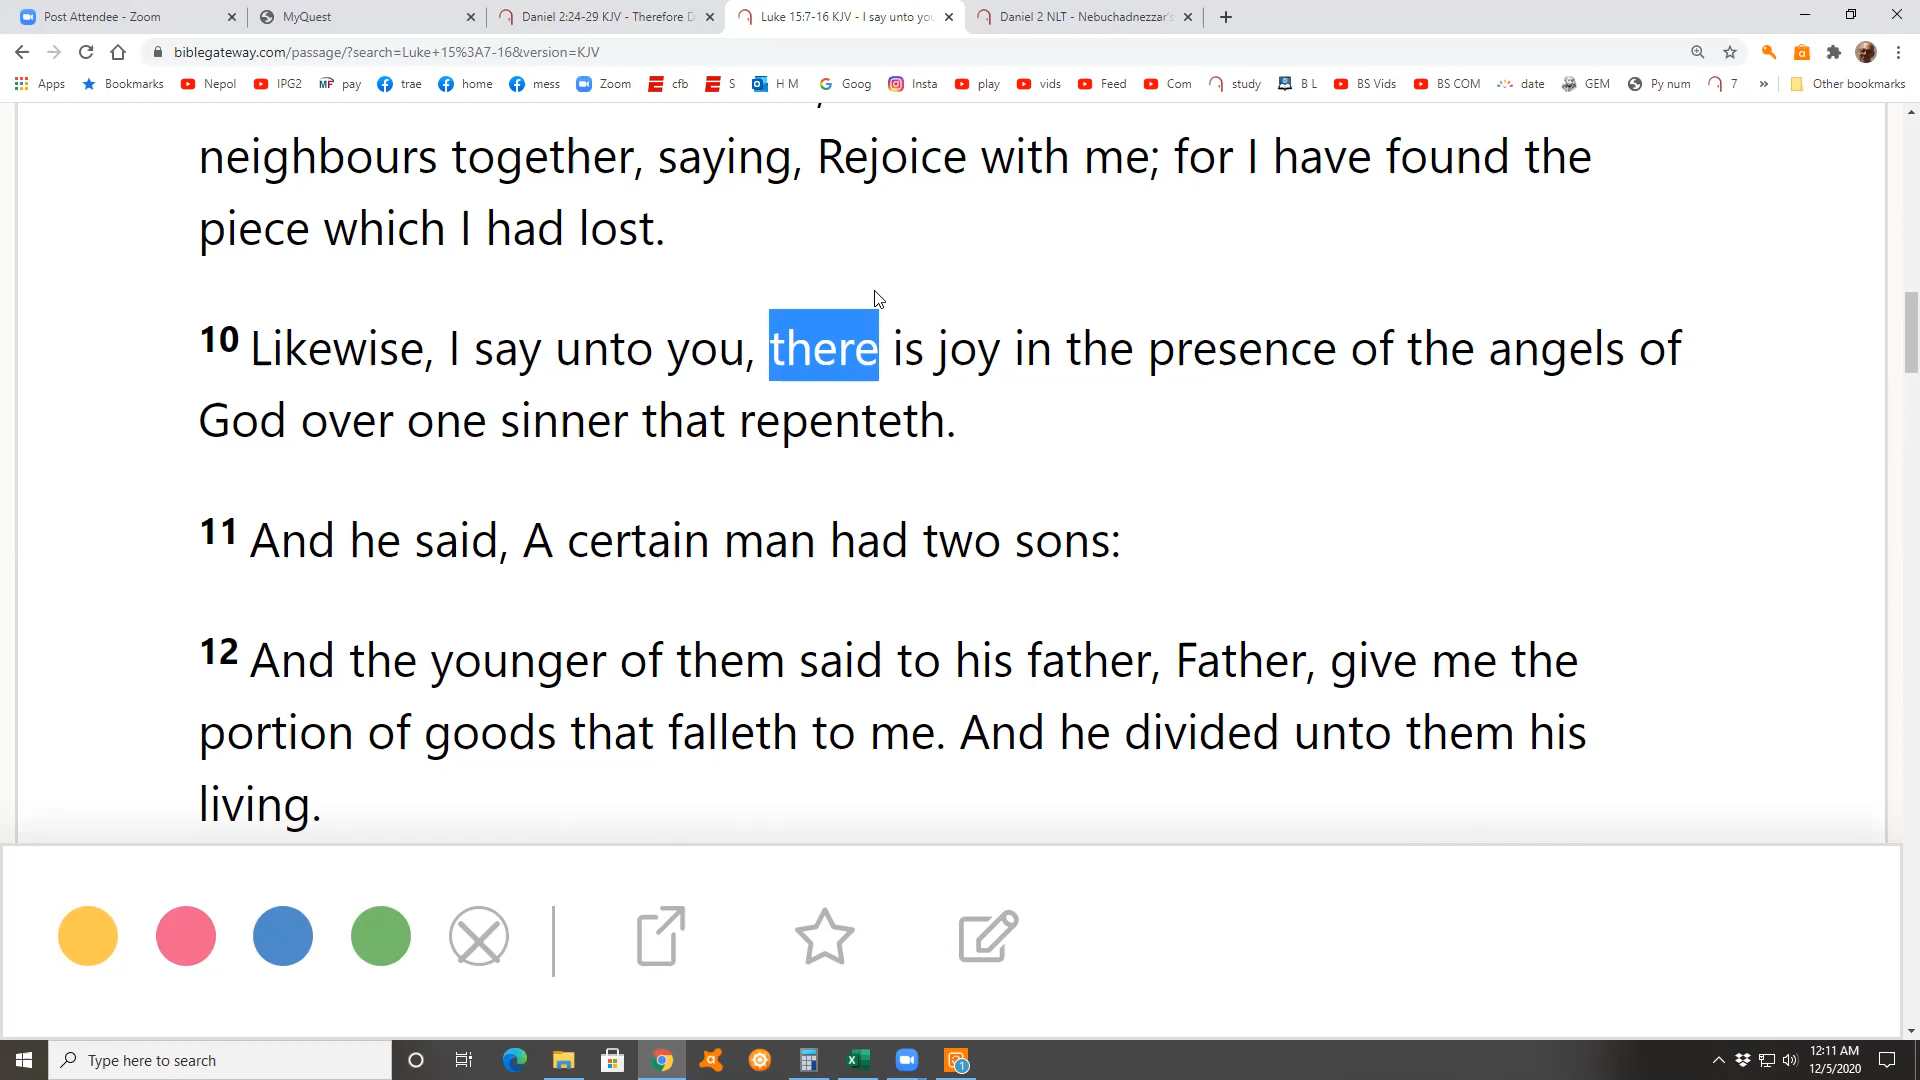 Post Attendee - Zoom
MyQuest
Daniel 2:24-29 KJV - Therefore D
Luke 15:7-16 KJV - I say unto you
Daniel 2 NLT - Nebuchadnezzar's
biblegateway.com/passage/?search=Luke+15%3A7-16&version=KJV
Apps Bookmarks Nepol IPG2 MF pay trae home mess Zoom cfb S H M Goog Insta play vids Feed Com study B L BS Vids BS COM date GEM Py num 7 » Other bookmarks
neighbours together, saying, Rejoice with me; for I have found the
piece which I had lost.
10 Likewise, I say unto you, there is joy in the presence of the angels of
God over one sinner that repenteth.
11 And he said, A certain man had two sons:
12 And the younger of them said to his father, Father, give me the
portion of goods that falleth to me. And he divided unto them his
living.
Type here to search
1
12:11 AM
12/5/2020